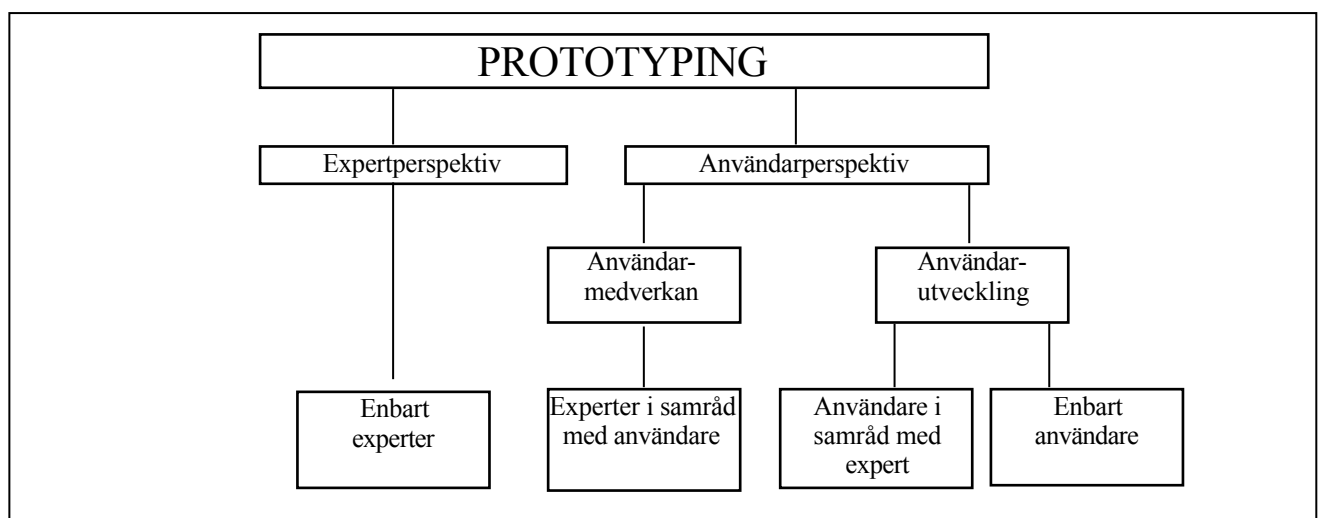 PROTOTYPING
Expertperspektiv
Användarperspektiv
Användar-
medverkan
Användar-
utveckling
Enbart
experter
Experter i samråd
med användare
Användare i
samråd med
expert
Enbart
användare